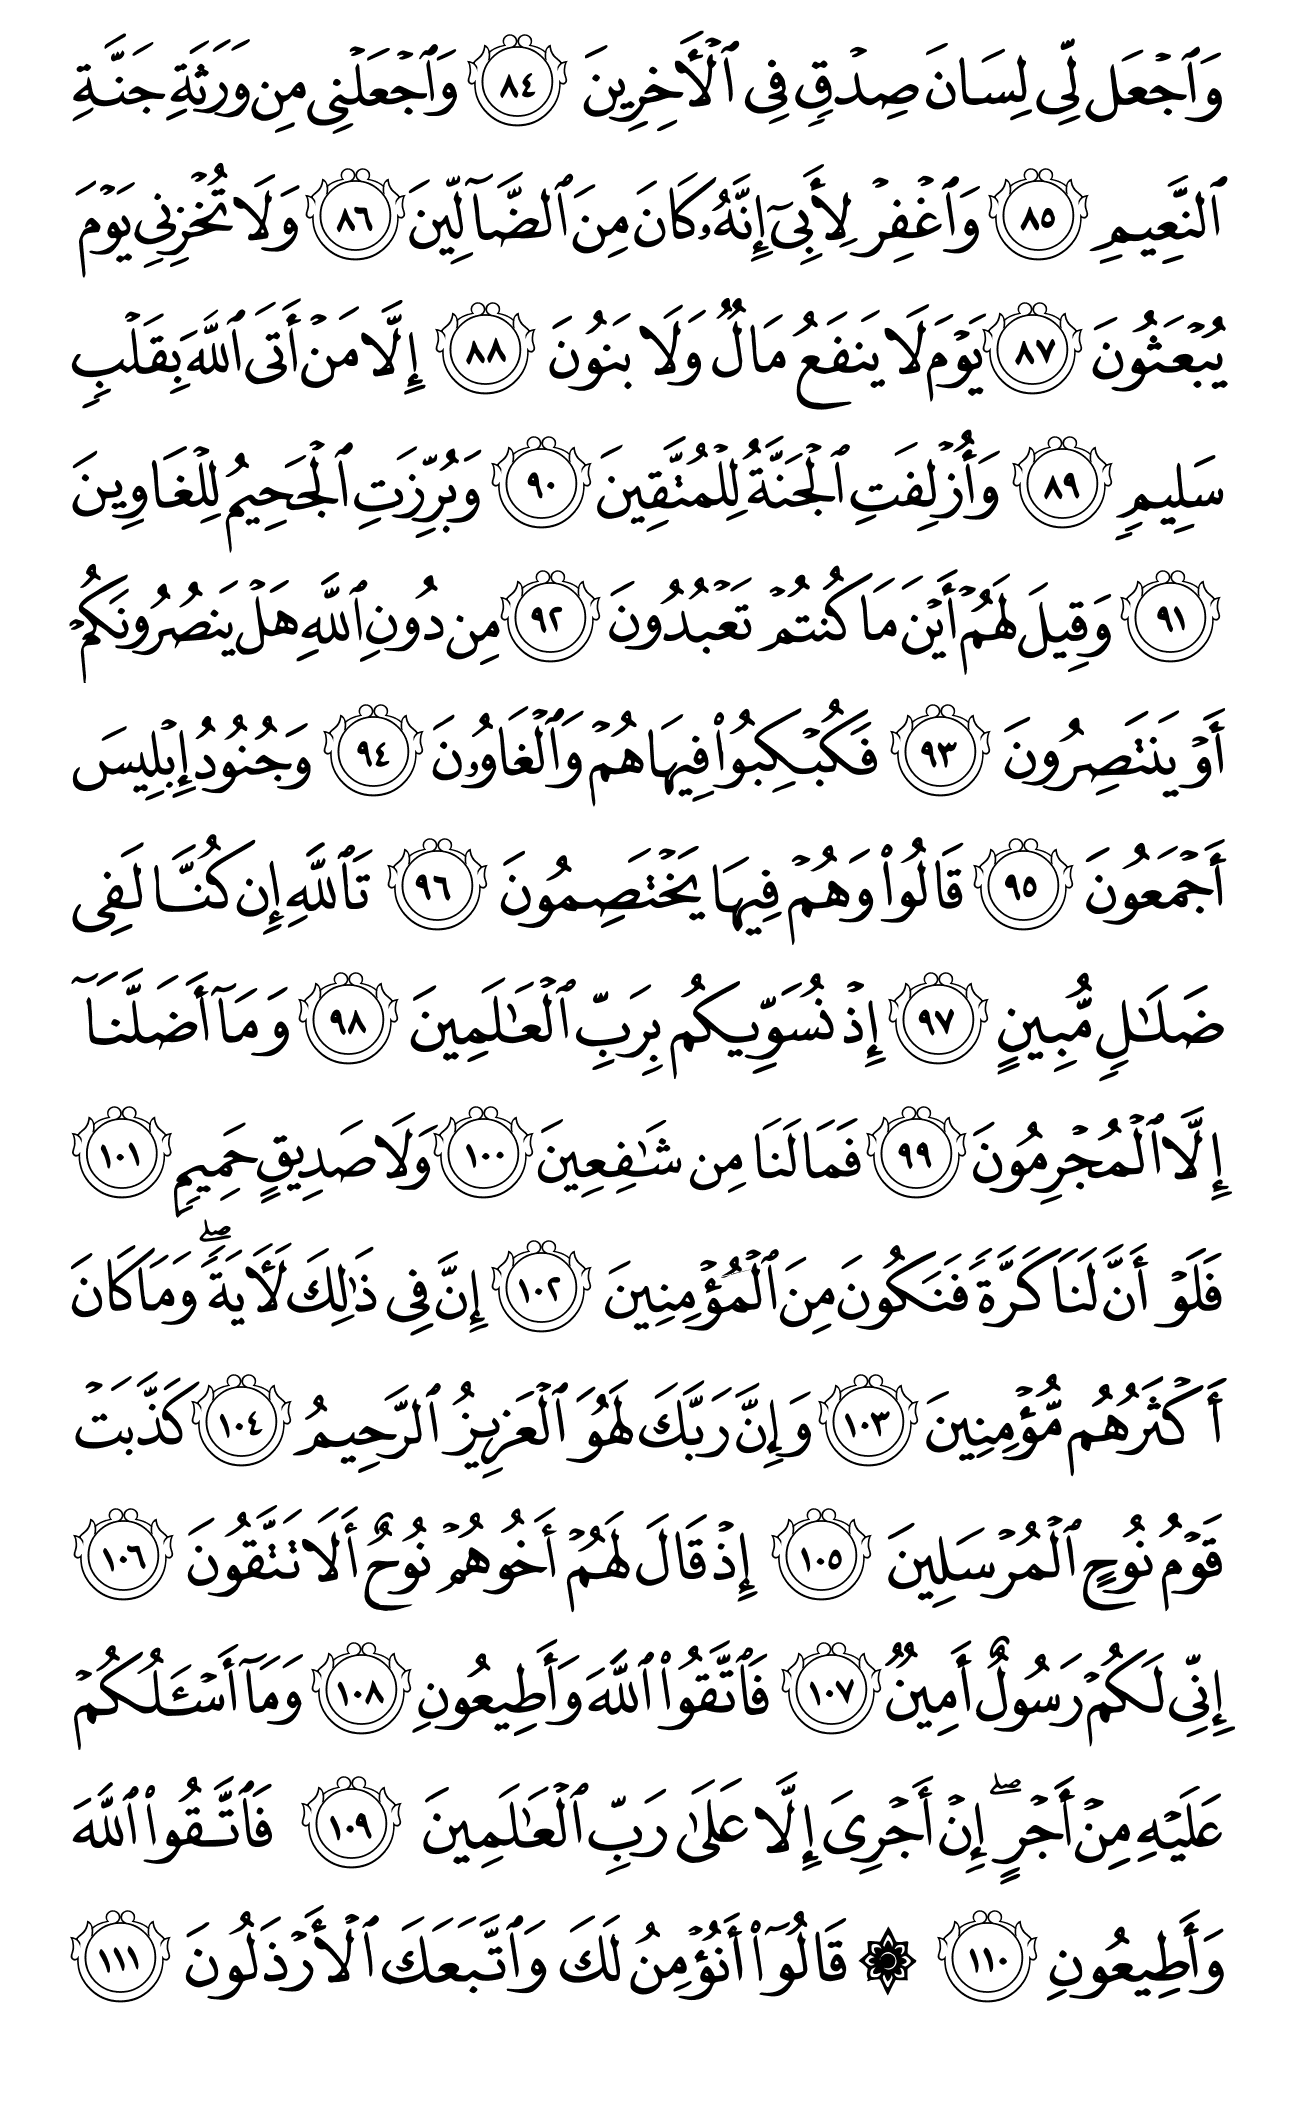 وَٱجْعَل لِّى لِسَانَ صِدْقٍ فِى ٱلْأَخِرِينَ ٨٤ وَٱجْعَلْنِى مِن وَرَثَةِ جَنَّةِ
ٱلنَّعِيمِ ٨٥ وَٱغْفِرْ لِأَبِىٓ إِنَّهُۥ كَانَ مِنَ ٱلضَّآلِّينَ ٨٦ وَلَا تُخْزِنِى يَوْمَ
يُبْعَثُونَ ٨٧ يَوْمَ لَا يَنفَعُ مَالٌ وَلَا بَنُونَ ٨٨ إِلَّا مَنْ أَتَى ٱللَّهَ بِقَلْبٍ
سَلِيمٍ ٨٩ وَأُزْلِفَتِ ٱلْجَنَّةُ لِلْمُتَّقِينَ ٩٠ وَبُرِّزَتِ ٱلْجَحِيمُ لِلْغَاوِينَ
٩١ وَقِيلَ لَهُمْ أَيْنَ مَا كُنتُمْ تَعْبُدُونَ ٩٢ مِن دُونِ ٱللَّهِ هَلْ يَنصُرُونَكُمْ
أَوْ يَنتَصِرُونَ ٩٣ فَكُبْكِبُوا۟ فِيهَا هُمْ وَٱلْغَاوُۥنَ ٩٤ وَجُنُودُ إِبْلِيسَ
أَجْمَعُونَ ٩٥ قَالُوا۟ وَهُمْ فِيهَا يَخْتَصِمُونَ ٩٦ تَٱللَّهِ إِن كُنَّا لَفِى
ضَلَـٰلٍ مُّبِينٍ ٩٧ إِذْ نُسَوِّيكُم بِرَبِّ ٱلْعَـٰلَمِينَ ٩٨ وَمَآ أَضَلَّنَآ
إِلَّا ٱلْمُجْرِمُونَ ٩٩ فَمَا لَنَا مِن شَـٰفِعِينَ ١٠٠ وَلَا صَدِيقٍ حَمِيمٍ ١٠١
فَلَوْ أَنَّ لَنَا كَرَّةً فَنَكُونَ مِنَ ٱلْمُؤْمِنِينَ ١٠٢ إِنَّ فِى ذَٰلِكَ لَأَيَةً ۖ وَمَا كَانَ
أَكْثَرُهُم مُّؤْمِنِينَ ١٠٣ وَإِنَّ رَبَّكَ لَهُوَ ٱلْعَزِيزُ ٱلرَّحِيمُ ١٠٤ كَذَّبَتْ
قَوْمُ نُوحٍ ٱلْمُرْسَلِينَ ١٠٥ إِذْ قَالَ لَهُمْ أَخُوهُمْ نُوحٌ أَلَا تَتَّقُونَ ١٠٦
إِنِّى لَكُمْ رَسُولٌ أَمِينٌ ١٠٧ فَٱتَّقُوا۟ ٱللَّهَ وَأَطِيعُونِ ١٠٨ وَمَآ أَسْـَٔلُكُمْ
عَلَيْهِ مِنْ أَجْرٍ ۖ إِنْ أَجْرِىَ إِلَّا عَلَىٰ رَبِّ ٱلْعَـٰلَمِينَ ١٠٩ فَٱتَّقُوا۟ ٱللَّهَ
وَأَطِيعُونِ ١١٠ ۞ قَالُوٓا۟ أَنُؤْمِنُ لَكَ وَٱتَّبَعَكَ ٱلْأَرْذَلُونَ ١١١